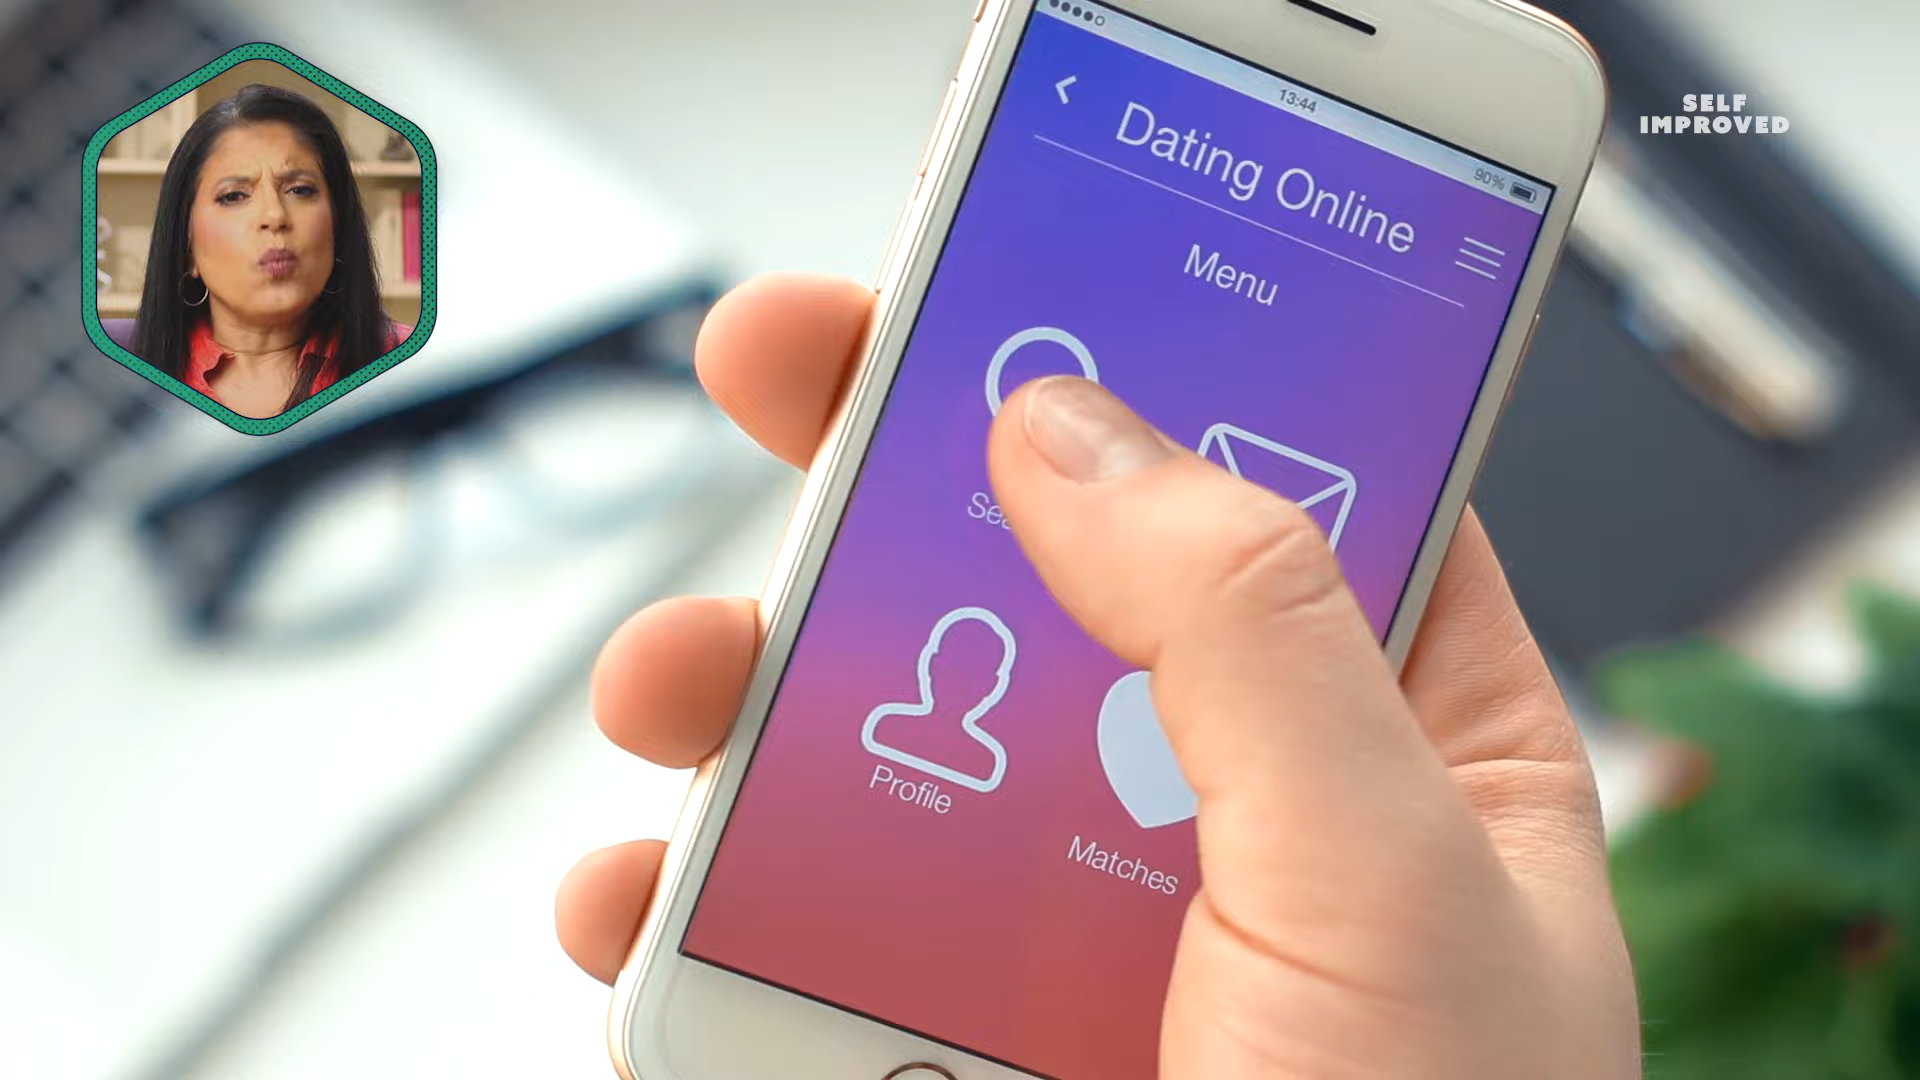 SELF
IMPROVED
13:44
90%
Dating Online
Menu
Profile
Matches